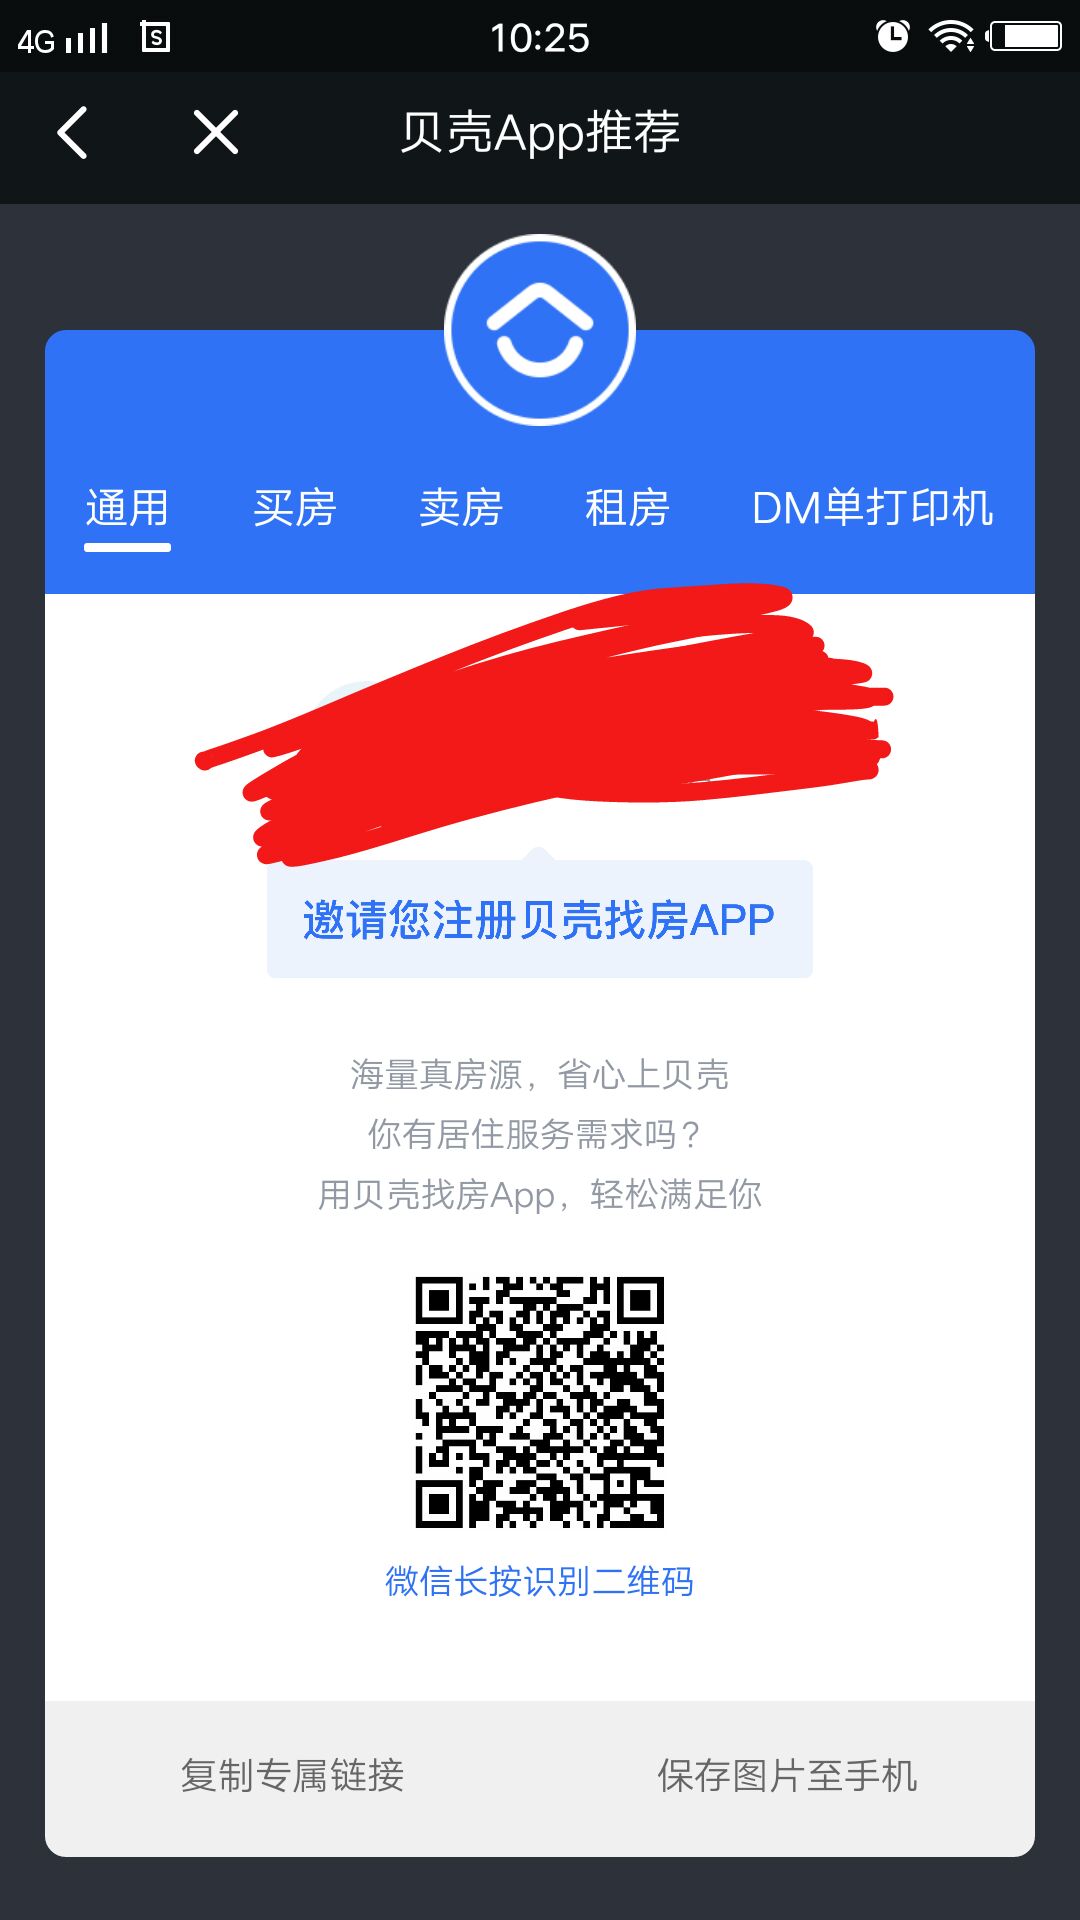 4G 10:25
贝壳App推荐
通用 买房 卖房 租房 DM单打印机
邀请您注册贝壳找房APP
海量真房源，省心上贝壳
你有居住服务需求吗？
用贝壳找房App，轻松满足你
微信长按识别二维码
复制专属链接 保存图片至手机